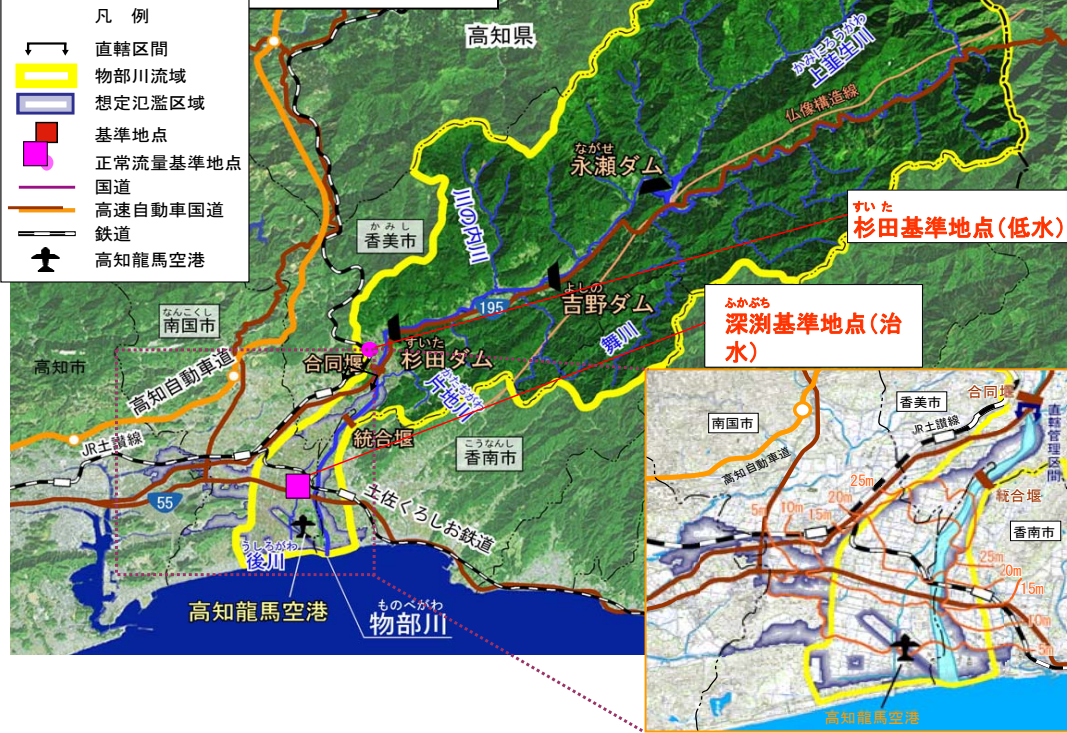 凡 例
直轄区間
物部川流域
想定氾濫区域
基準地点
正常流量基準地点
国道
高速自動車国道
鉄道
高知龍馬空港
高知県
かみにろうがわ
上韮生川
仏像構造線
ながせ
永瀬ダム
川の内川
かみし
香美市
すいた
杉田基準地点(低水)
よしの
吉野ダム
195
ふかぶち
深渕基準地点(治
水)
舞川
なんこくし
南国市
高知市
高知自動車道
合同堰
すいた
杉田ダム
かたちがわ
片地川
統合堰
こうなんし
香南市
JR土讃線
55
土佐くろしお鉄道
うしろがわ
後川
高知龍馬空港
ものべがわ
物部川
合同堰
香美市
南国市
JR土讃線
直轄管理区間
高知自動車道
25m
20m
15m
10m
5m
統合堰
香南市
25m
20m
15m
10m
5m
高知龍馬空港